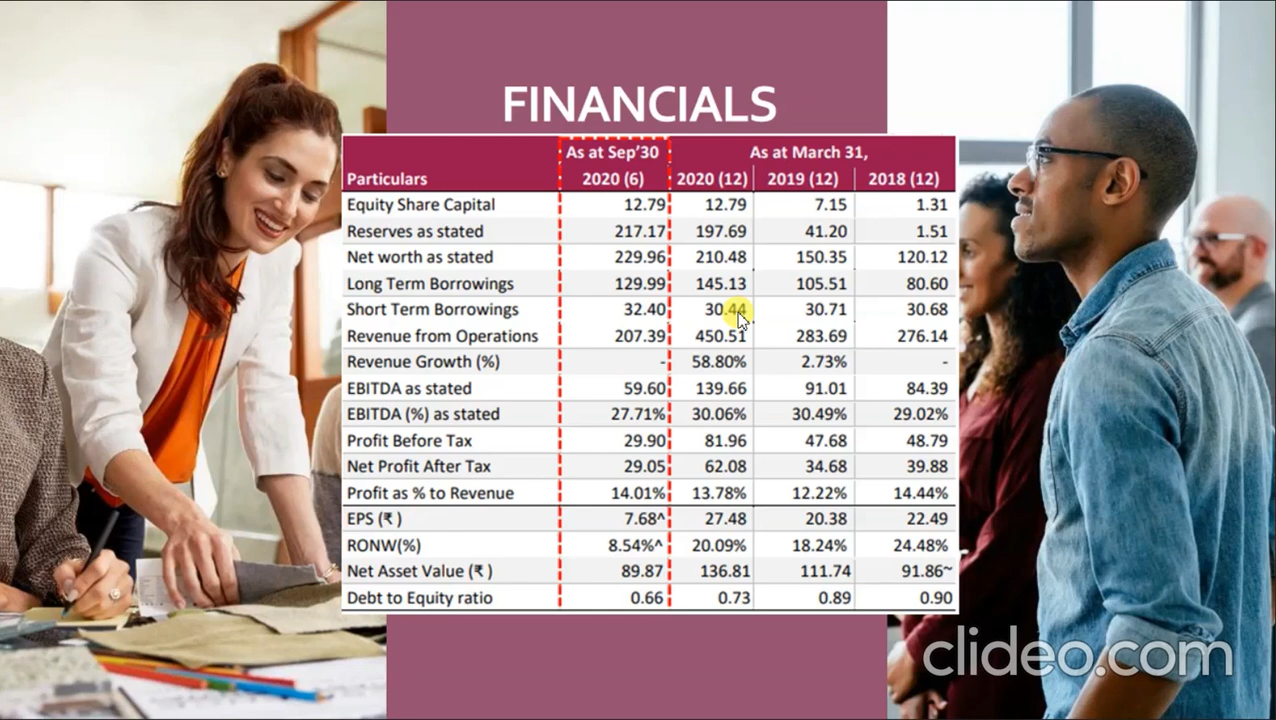 FINANCIALS
As at Sep'30 As at March 31,
Particulars 2020 (6) 2020 (12) 2019 (12) 2018 (12)
Equity Share Capital 12.79 12.79 7.15 1.31
Reserves as stated 217.17 197.69 41.20 1.51
Net worth as stated 229.96 210.48 150.35 120.12
Long Term Borrowings 129.99 145.13 105.51 80.60
Short Term Borrowings 32.40 30.44 30.71 30.68
Revenue from Operations 207.39 450.51 283.69 276.14
Revenue Growth (%) - 58.80% 2.73% -
EBITDA as stated 59.60 139.66 91.01 84.39
EBITDA (%) as stated 27.71% 30.06% 30.49% 29.02%
Profit Before Tax 29.90 81.96 47.68 48.79
Net Profit After Tax 29.05 62.08 34.68 39.88
Profit as % to Revenue 14.01% 13.78% 12.22% 14.44%
EPS (₹ ) 7.68^ 27.48 20.38 22.49
RONW(%) 8.54%^ 20.09% 18.24% 24.48%
Net Asset Value (₹ ) 89.87 136.81 111.74 91.86~
Debt to Equity ratio 0.66 0.73 0.89 0.90
clideo.com